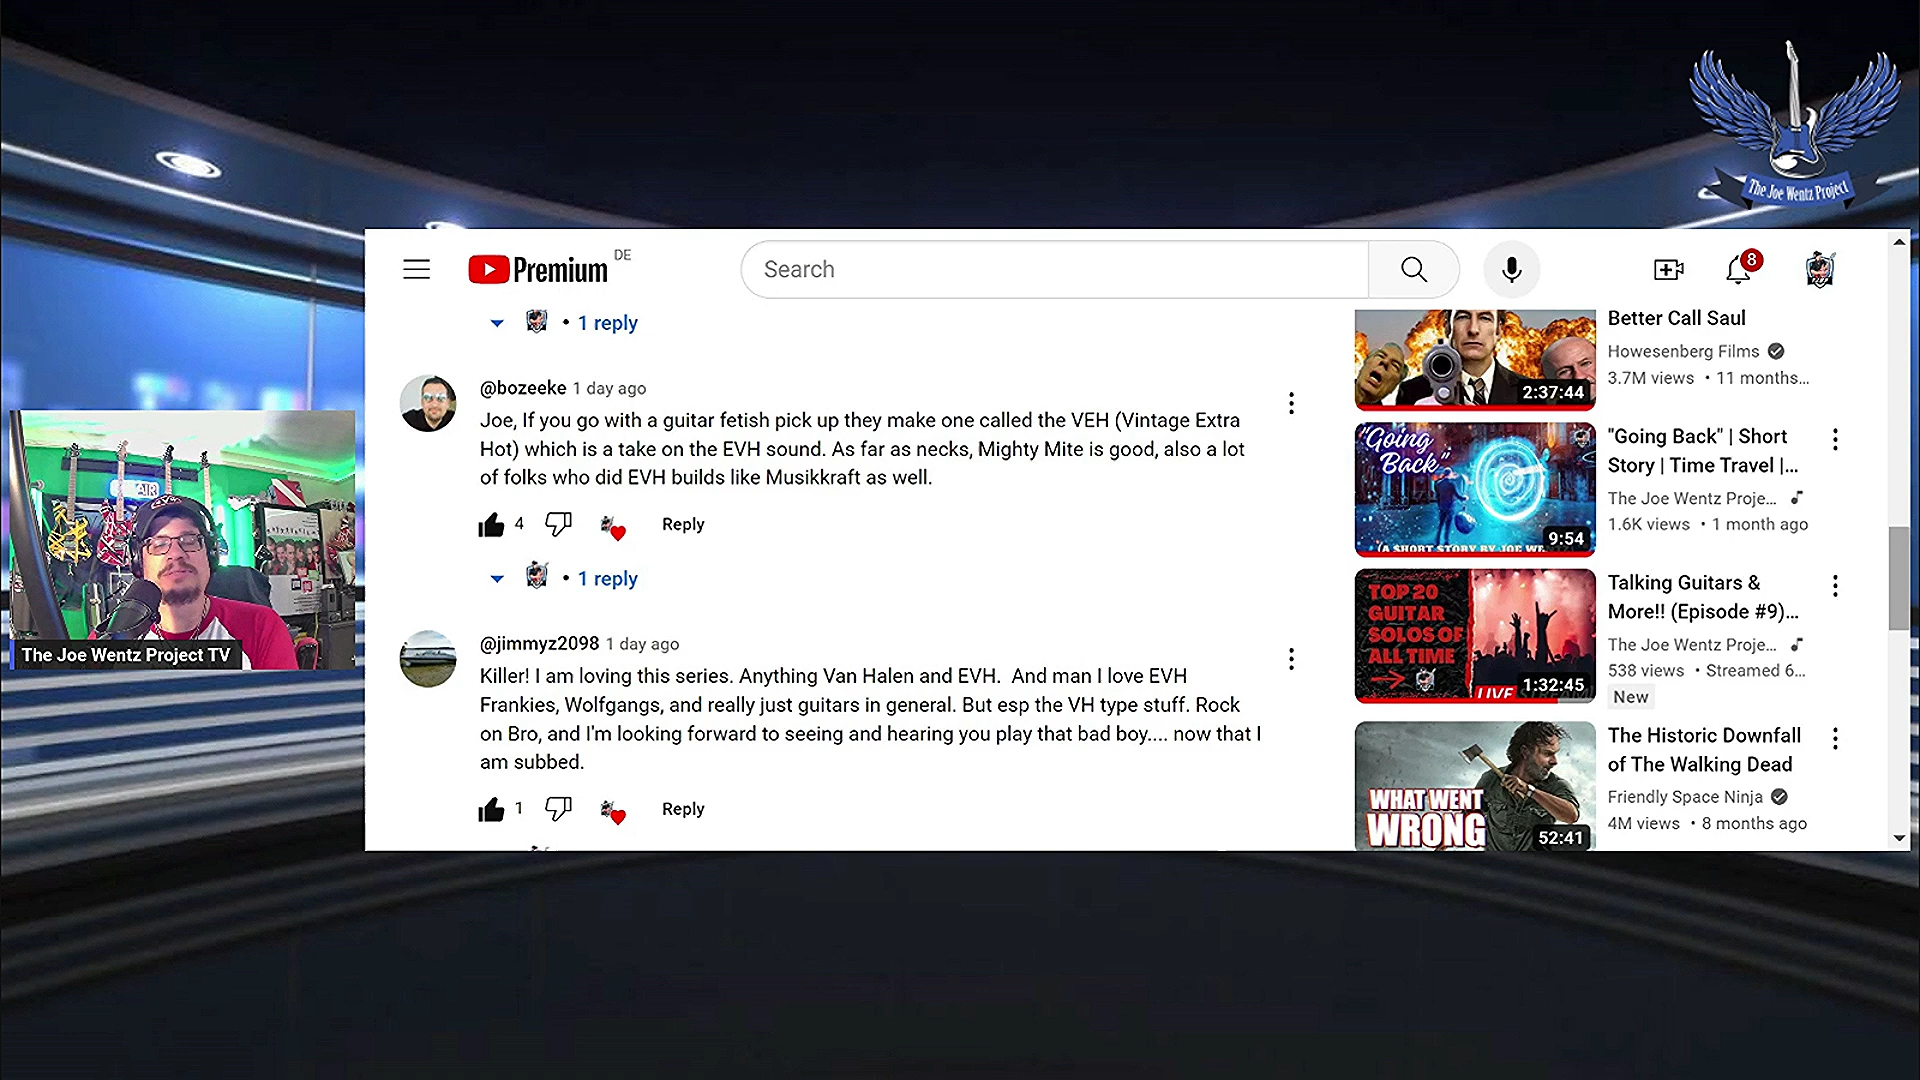 The Joe Wentz Project
Premium DE
Search
8
1 reply
@bozeeke 1 day ago
Joe, If you go with a guitar fetish pick up they make one called the VEH (Vintage Extra
Hot) which is a take on the EVH sound. As far as necks, Mighty Mite is good, also a lot
of folks who did EVH builds like Musikkraft as well.
4
Reply
1 reply
@jimmyz2098 1 day ago
Killer! I am loving this series. Anything Van Halen and EVH.  And man I love EVH
Frankies, Wolfgangs, and really just guitars in general. But esp the VH type stuff. Rock
on Bro, and I'm looking forward to seeing and hearing you play that bad boy.... now that I
am subbed.
1
Reply
Better Call Saul
Howesenberg Films
3.7M views • 11 months...
2:37:44
"Going
Back"
9:54
"Going Back" | Short
Story | Time Travel |...
The Joe Wentz Proje...
1.6K views • 1 month ago
TOP 20
GUITAR
SOLOS OF
ALL TIME
LIVE
1:32:45
Talking Guitars &
More!! (Episode #9)...
The Joe Wentz Proje...
538 views • Streamed 6...
New
WHAT WENT
WRONG
52:41
The Historic Downfall
of The Walking Dead
Friendly Space Ninja
4M views • 8 months ago
AIR
The Joe Wentz Project TV